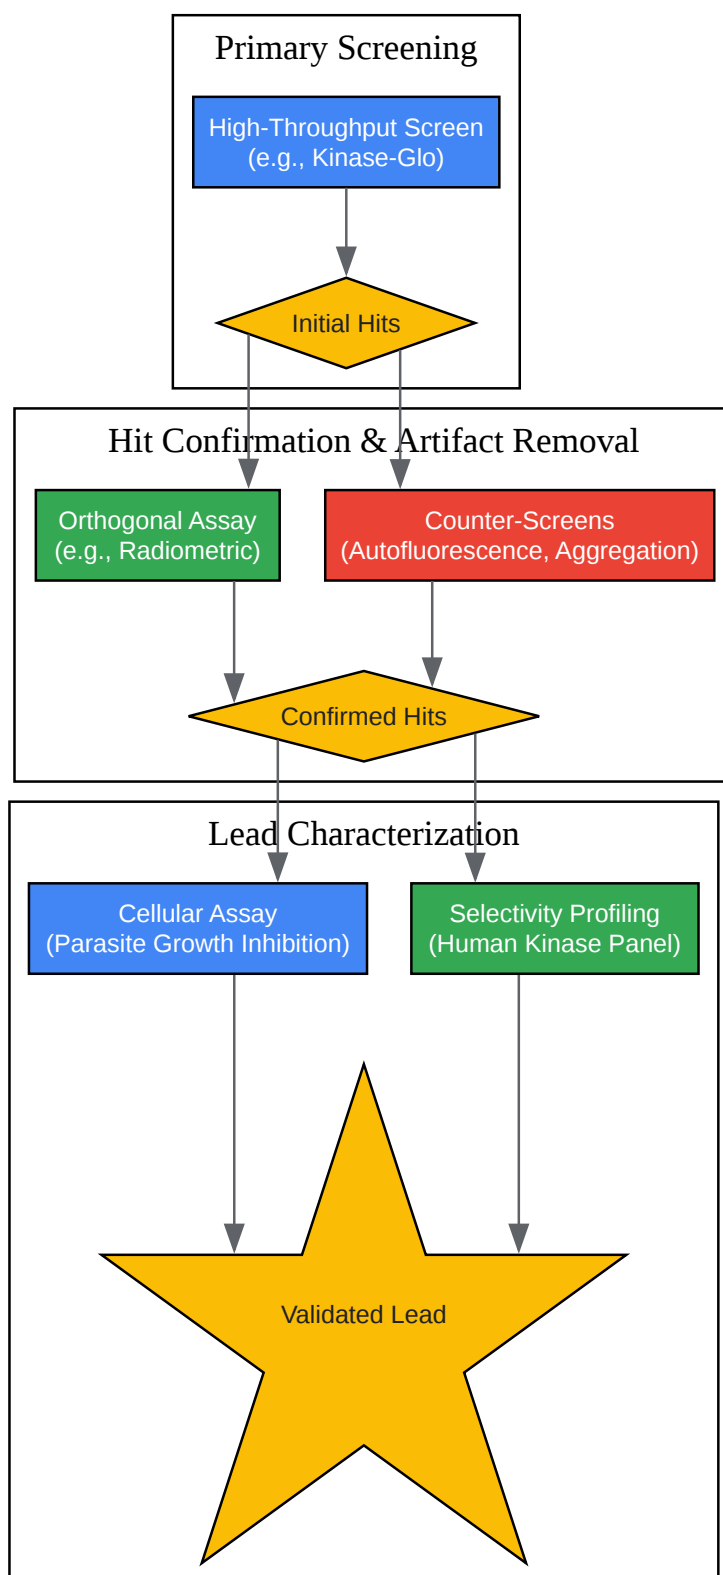 Primary Screening
High-Throughput Screen
(e.g., Kinase-Glo)
Initial Hits
Hit Confirmation & Artifact Removal
Orthogonal Assay
(e.g., Radiometric)
Counter-Screens
(Autofluorescence, Aggregation)
Confirmed Hits
Lead Characterization
Cellular Assay
(Parasite Growth Inhibition)
Selectivity Profiling
(Human Kinase Panel)
Validated Lead